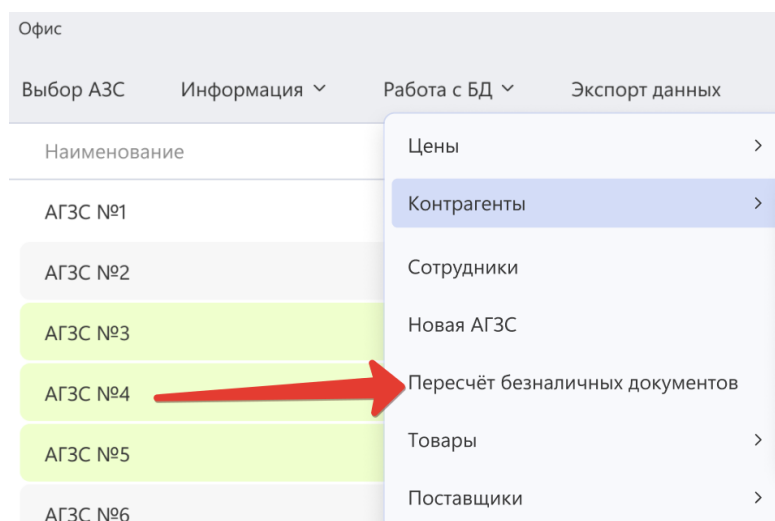 Офис
Выбор АЗС Информация Работа с БД Экспорт данных
Наименование
АГЗС №1
АГЗС №2
АГЗС №3
АГЗС №4
АГЗС №5
АГЗС №6
Цены
Контрагенты
Сотрудники
Новая АГЗС
Пересчёт безналичных документов
Товары
Поставщики